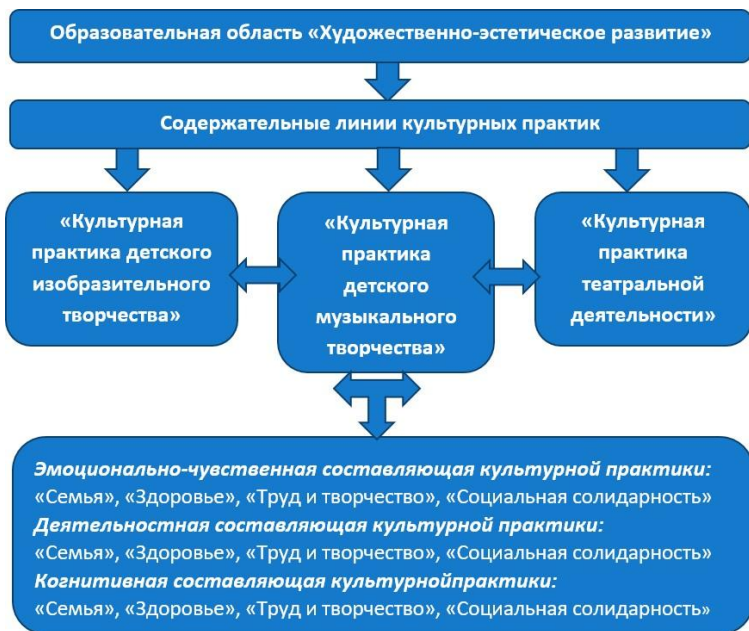 Образовательная область «Художественно-эстетическое развитие»
Содержательные линии культурных практик
«Культурная
практика детского
изобразительного
творчества»
«Культурная
практика
детского
музыкального
творчества»
«Культурная
практика
театральной
деятельности»
Эмоционально-чувственная составляющая культурной практики:
«Семья», «Здоровье», «Труд и творчество», «Социальная солидарность»
Деятельностная составляющая культурной практики:
«Семья», «Здоровье», «Труд и творчество», «Социальная солидарность»
Когнитивная составляющая культурнойпрактики:
«Семья», «Здоровье», «Труд и творчество», «Социальная солидарность»